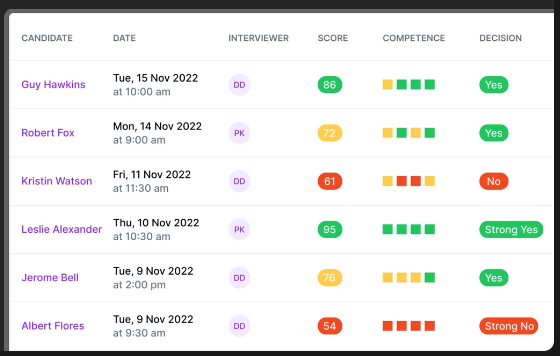 CANDIDATE DATE INTERVIEWER SCORE COMPETENCE DECISION
Guy Hawkins Tue, 15 Nov 2022 at 10:00 am DD 86 Yes
Robert Fox Mon, 14 Nov 2022 at 9:00 am PK 72 Yes
Kristin Watson Fri, 11 Nov 2022 at 11:30 am DD 61 No
Leslie Alexander Thu, 10 Nov 2022 at 10:30 am PK 95 Strong Yes
Jerome Bell Tue, 9 Nov 2022 at 2:00 pm DD 76 Yes
Albert Flores Tue, 9 Nov 2022 at 9:30 am DD 54 Strong No